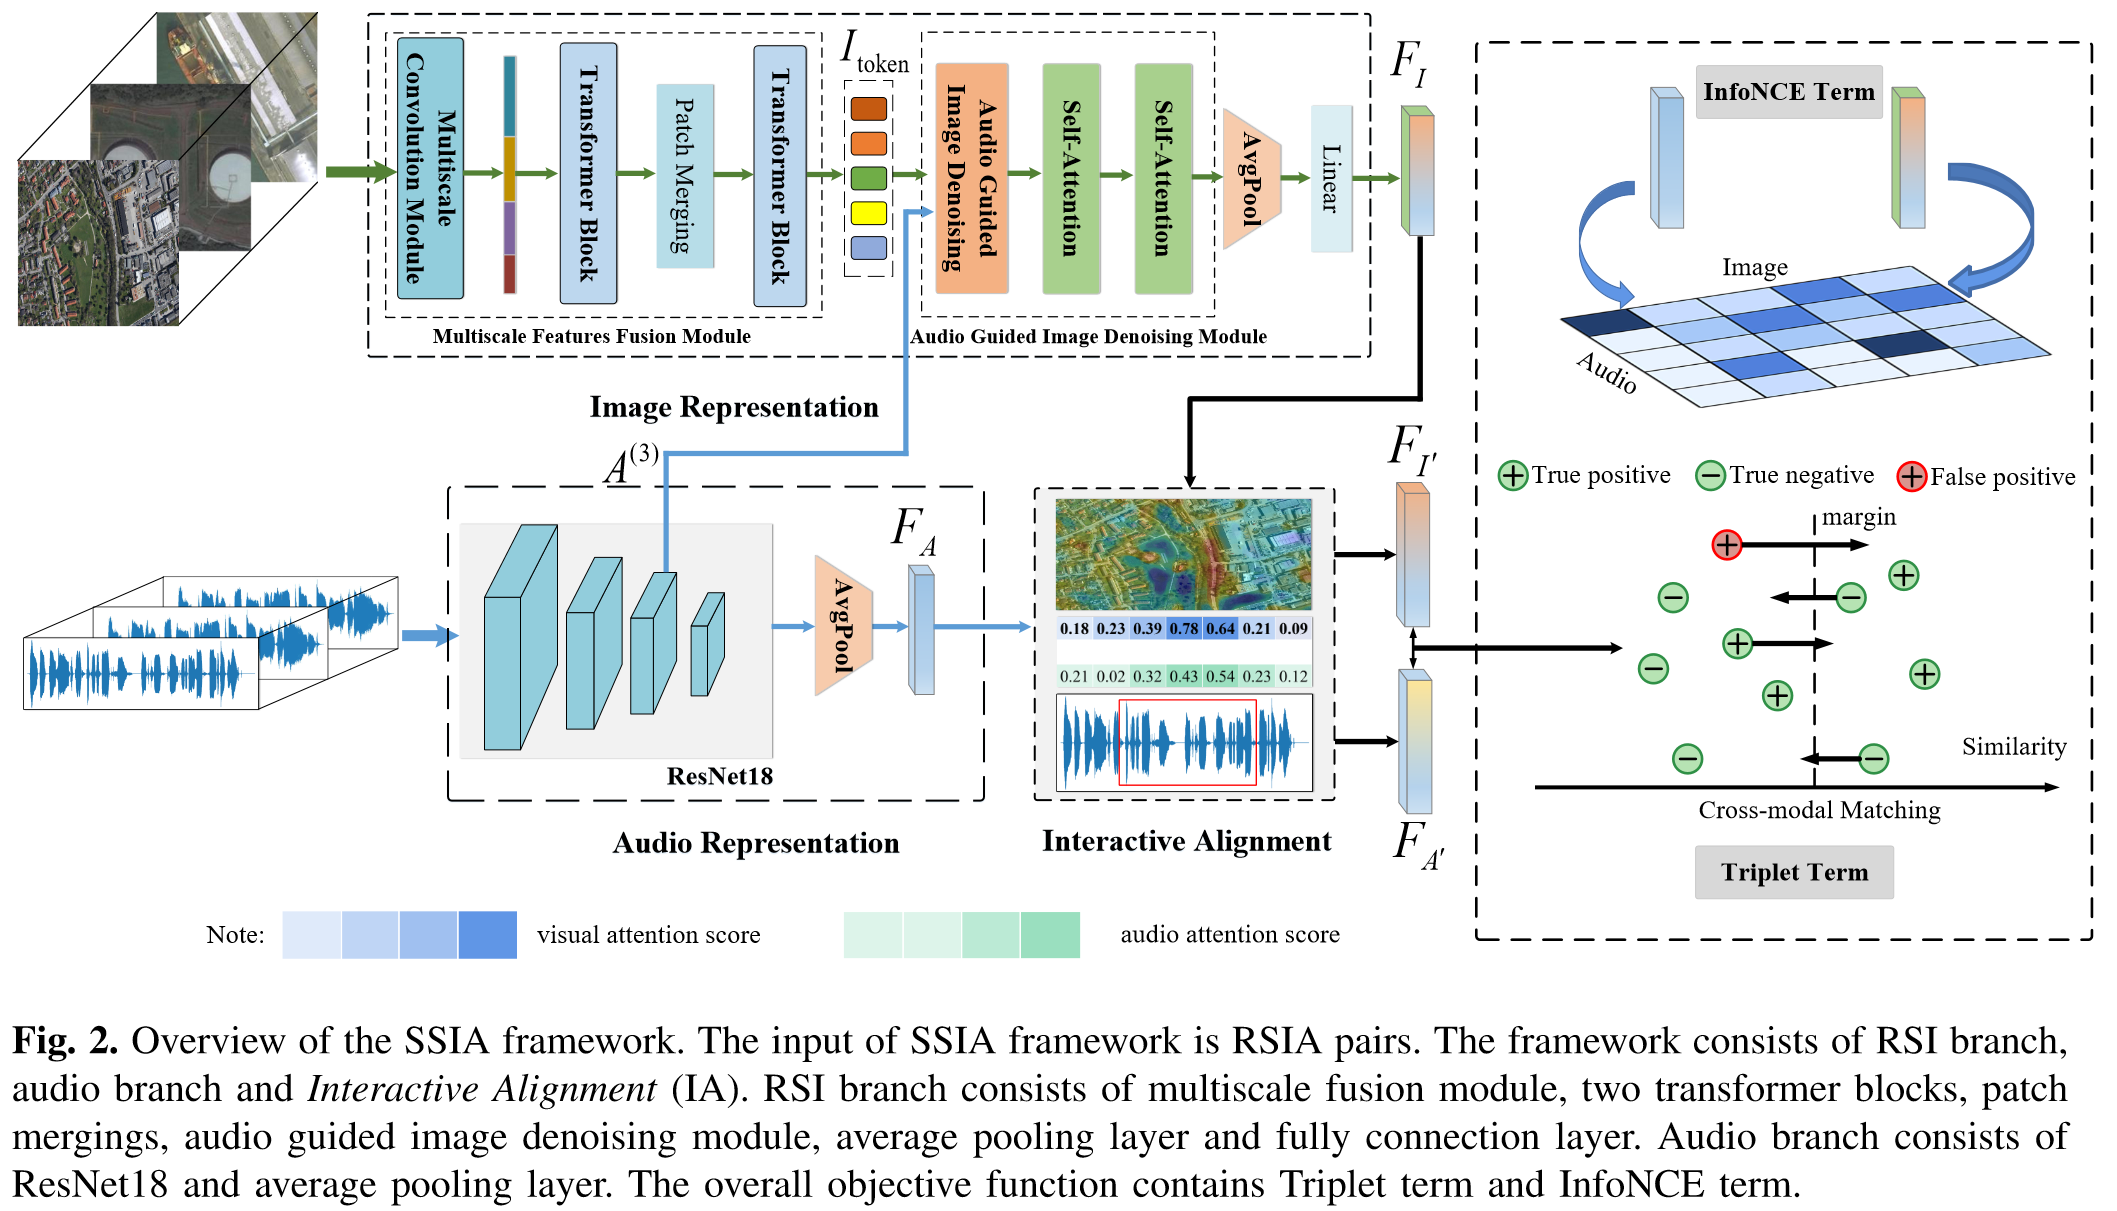 Multiscale
Convolution Module
Transformer Block
Patch Merging
Transformer Block
I token
Audio Guided
Image Denoising
Self-Attention
Self-Attention
AvgPool
Linear
F_I
Multiscale Features Fusion Module
Audio Guided Image Denoising Module
Image Representation
A^(3)
F_A
AvgPool
ResNet18
Audio Representation
0.18 0.23 0.39 0.78 0.64 0.21 0.09
0.21 0.02 0.32 0.43 0.54 0.23 0.12
Interactive Alignment
F_I′
F_A′
InfoNCE Term
Image
Audio
True positive
True negative
False positive
margin
Similarity
Cross-modal Matching
Triplet Term
Note:
visual attention score
audio attention score
Fig. 2. Overview of the SSIA framework. The input of SSIA framework is RSIA pairs. The framework consists of RSI branch,
audio branch and Interactive Alignment (IA). RSI branch consists of multiscale fusion module, two transformer blocks, patch
mergings, audio guided image denoising module, average pooling layer and fully connection layer. Audio branch consists of
ResNet18 and average pooling layer. The overall objective function contains Triplet term and InfoNCE term.